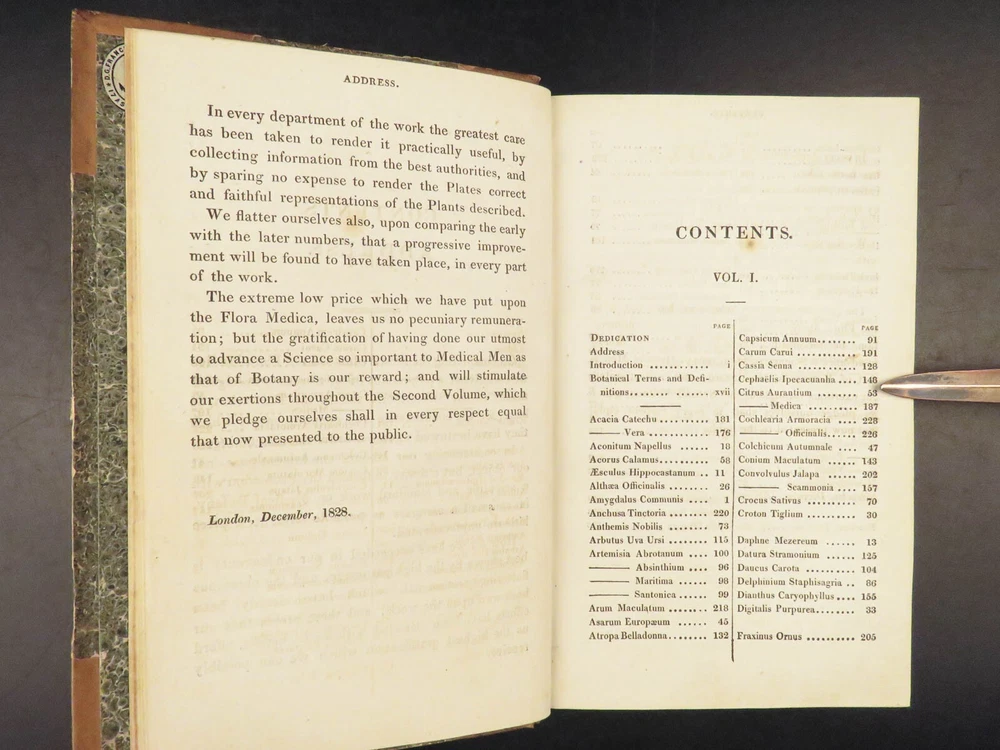 ADDRESS.
In every department of the work the greatest care
has been taken to render it practically useful, by
collecting information from the best authorities, and
by sparing no expense to render the Plates correct
and faithful representations of the Plants described.
We flatter ourselves also, upon comparing the early
with the later numbers, that a progressive improve-
ment will be found to have taken place, in every part
of the work.
The extreme low price which we have put upon
the Flora Medica, leaves us no pecuniary remunera-
tion; but the gratification of having done our utmost
to advance a Science so important to Medical Men as
that of Botany is our reward; and will stimulate
our exertions throughout the Second Volume, which
we pledge ourselves shall in every respect equal
that now presented to the public.
London, December, 1828.
CONTENTS.
VOL. I.
PAGE
DEDICATION
Address
Introduction ............ i
Botanical Terms and Defi-
nitions........ ....... xvii
Acacia Catechu .......... 181
——— Vera ............ 176
Aconitum Napellus ...... 18
Acorus Calamus.......... 58
Æsculus Hippocastanum .. 11
Althæa Officinalis ........ 26
Amygdalus Communis .... 1
Anchusa Tinctoria ........ 220
Anthemis Nobilis ........ 73
Arbutus Uva Ursi ........ 115
Artemisia Abrotanum .... 100
——— Absinthium .... 96
——— Maritima ...... 98
——— Santonica ...... 99
Arum Maculatum ........ 218
Asarum Europæum ...... 45
Atropa Belladonna........ 132
PAGE
Capsicum Annuum........ 91
Carum Carui ............ 191
Cassia Senna ............ 128
Cephaëlis Ipecacuanha .... 148
Citrus Aurantium ........ 53
——— Medica .......... 187
Cochlearia Armoracia .... 228
——— Officinalis...... 226
Colchicum Autumnale .... 47
Conium Maculatum ...... 143
Convolvulus Jalapa ...... 202
——— Scammonia .... 157
Crocus Sativus .......... 70
Croton Tiglium .......... 30
Daphne Mezereum ...... 13
Datura Stramonium ...... 125
Daucus Carota .......... 104
Delphinium Staphisagria .. 86
Dianthus Caryophyllus .... 155
Digitalis Purpurea........ 33
Fraxinus Ornus .......... 205